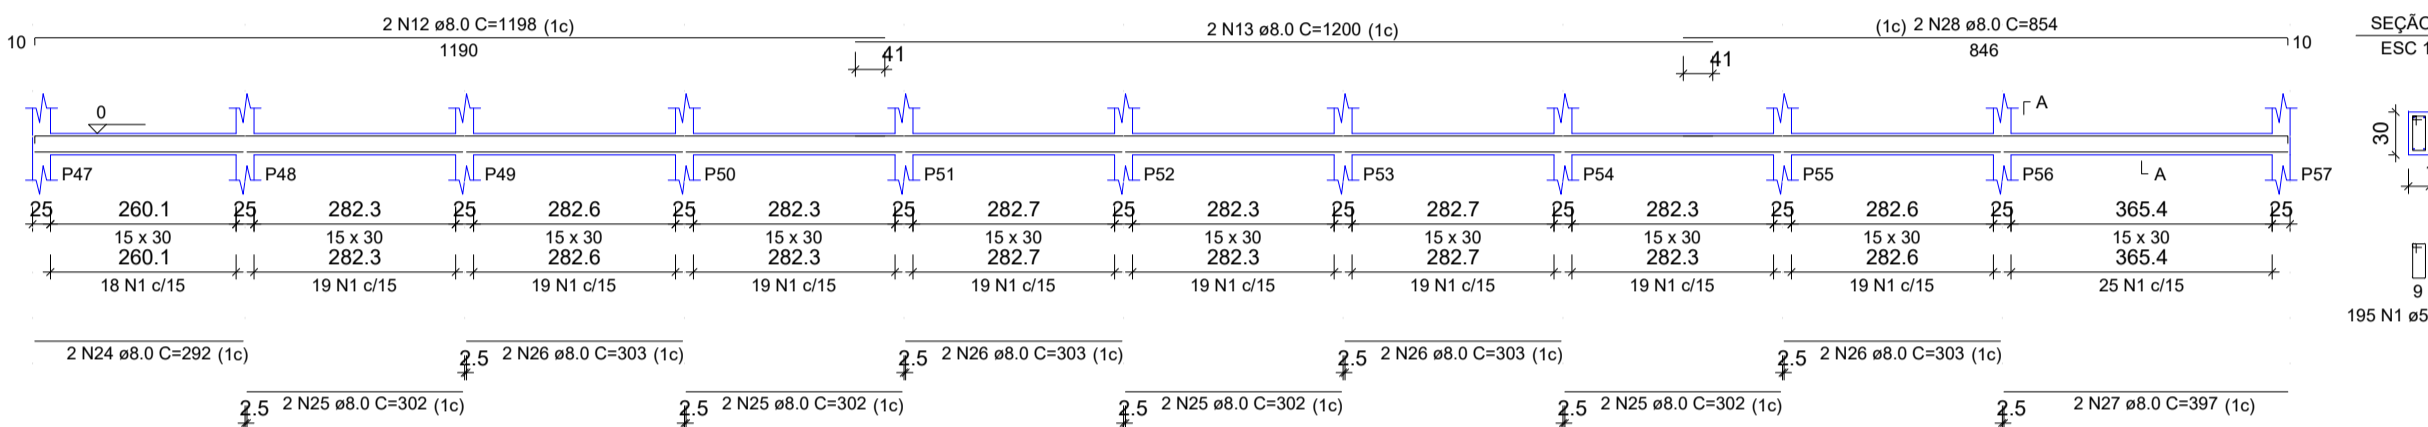 2 N12 ø8.0 C=1198 (1c)
2 N13 ø8.0 C=1200 (1c)
(1c) 2 N28 ø8.0 C=854
SEÇÃO
10
1190
41
41
846
10
ESC 1
0
A
30
P47 P48 P49 P50 P51 P52 P53 P54 P55 P56 A P57
25 260.1 25 282.3 25 282.6 25 282.3 25 282.7 25 282.3 25 282.7 25 282.3 25 282.6 25 365.4 25
15 x 30 15 x 30 15 x 30 15 x 30 15 x 30 15 x 30 15 x 30 15 x 30 15 x 30 15 x 30
260.1 282.3 282.6 282.3 282.7 282.3 282.7 282.3 282.6 365.4
18 N1 c/15 19 N1 c/15 19 N1 c/15 19 N1 c/15 19 N1 c/15 19 N1 c/15 19 N1 c/15 19 N1 c/15 19 N1 c/15 25 N1 c/15
9
195 N1 ø5
2 N24 ø8.0 C=292 (1c) 2.5 2 N26 ø8.0 C=303 (1c) 2.5 2 N26 ø8.0 C=303 (1c) 2.5 2 N26 ø8.0 C=303 (1c) 2.5 2 N26 ø8.0 C=303 (1c)
2.5 2 N25 ø8.0 C=302 (1c) 2.5 2 N25 ø8.0 C=302 (1c) 2.5 2 N25 ø8.0 C=302 (1c) 2.5 2 N25 ø8.0 C=302 (1c) 2.5 2 N27 ø8.0 C=397 (1c)